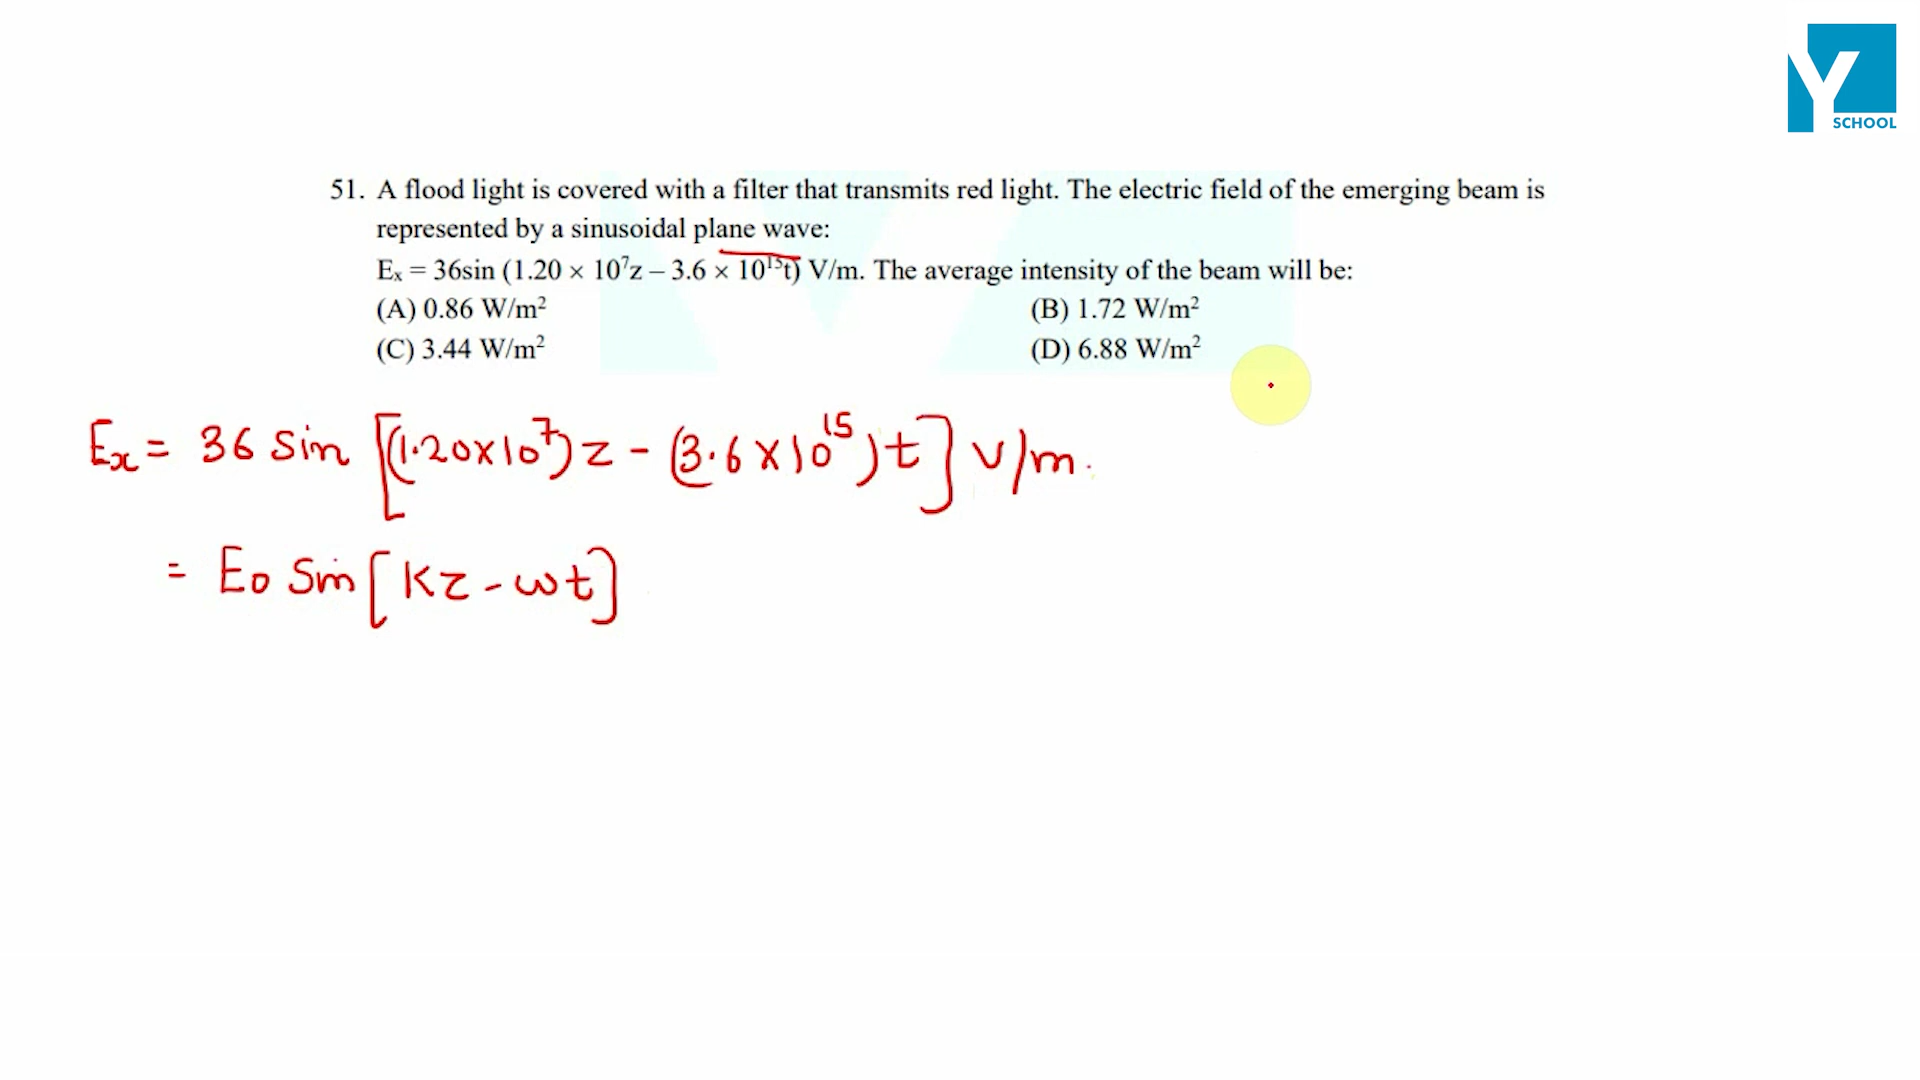 Y
SCHOOL
51. A flood light is covered with a filter that transmits red light. The electric field of the emerging beam is
represented by a sinusoidal plane wave:
Eₓ = 36sin (1.20 × 10⁷z – 3.6 × 10¹⁵t) V/m. The average intensity of the beam will be:
(A) 0.86 W/m² (B) 1.72 W/m²
(C) 3.44 W/m² (D) 6.88 W/m²
Eₓ = 36 sin [(1.20×10⁷)z - (3.6×10¹⁵)t] V/m.
= E₀ Sin [Kz - ωt]